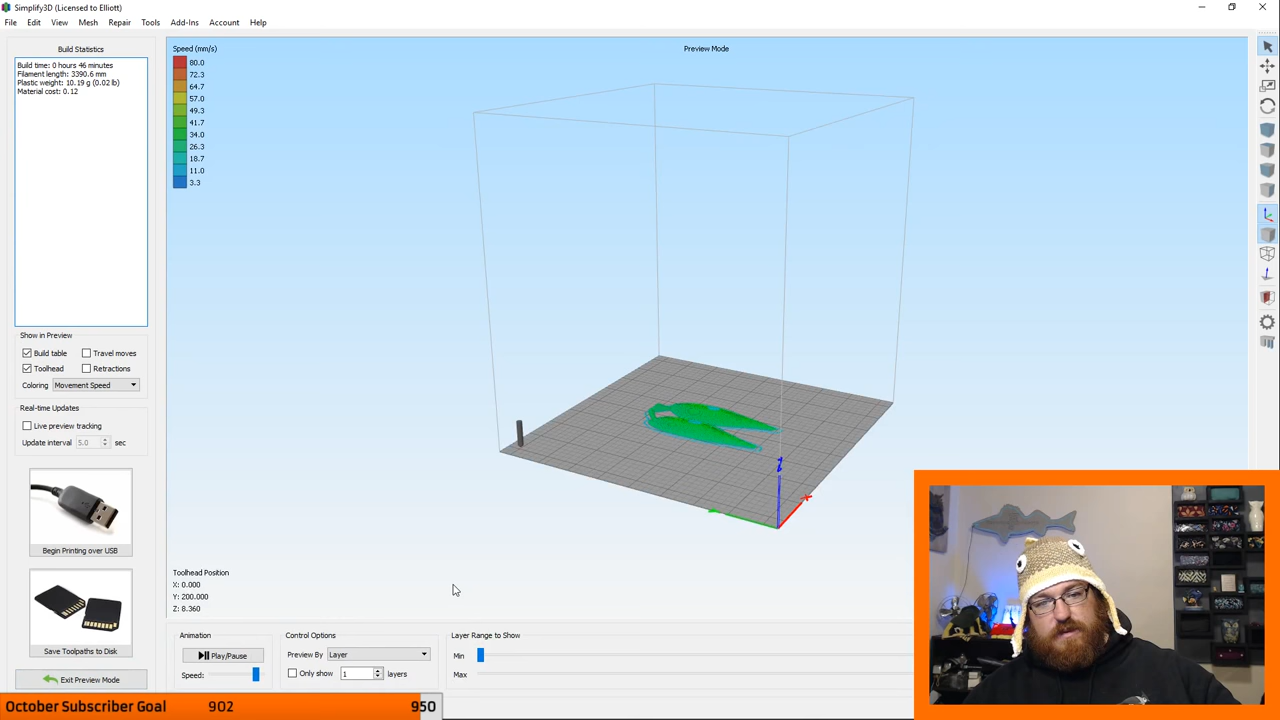 Simplify3D (Licensed to Elliott)
File Edit View Mesh Repair Tools Add-Ins Account Help
Build Statistics
Build time: 0 hours 46 minutes
Filament length: 3390.6 mm
Plastic weight: 10.19 g (0.02 lb)
Material cost: 0.12
Speed (mm/s)
80.0
72.3
64.7
57.0
49.3
41.7
34.0
26.3
18.7
11.0
3.3
Preview Mode
Show in Preview
Build table Travel moves
Toolhead Retractions
Coloring Movement Speed
Real-time Updates
Live preview tracking
Update interval 5.0 sec
Begin Printing over USB
Save Toolpaths to Disk
Exit Preview Mode
Toolhead Position
X: 0.000
Y: 200.000
Z: 8.360
Animation
Play/Pause
Speed:
Control Options
Preview By Layer
Only show 1 layers
Layer Range to Show
Min
Max
October Subscriber Goal 902 950